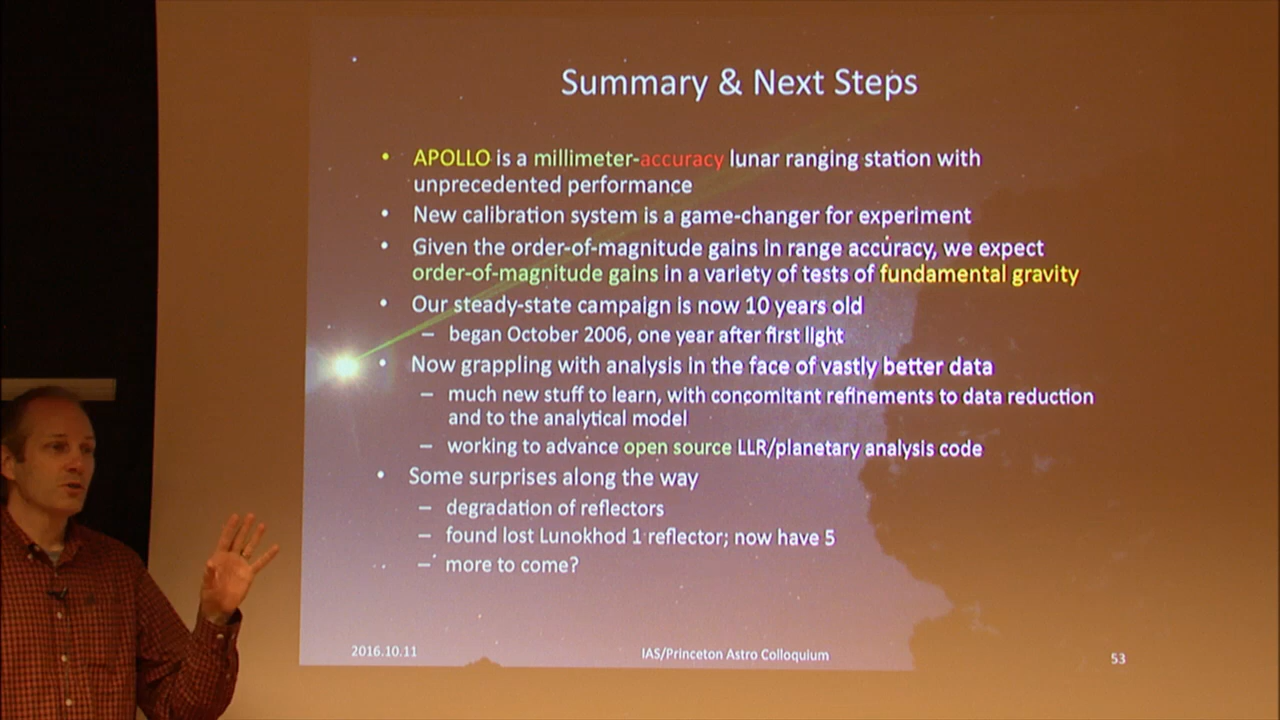 Summary & Next Steps
• APOLLO is a millimeter-accuracy lunar ranging station with
unprecedented performance
• New calibration system is a game-changer for experiment
• Given the order-of-magnitude gains in range accuracy, we expect
order-of-magnitude gains in a variety of tests of fundamental gravity
• Our steady-state campaign is now 10 years old
– began October 2006, one year after first light
• Now grappling with analysis in the face of vastly better data
– much new stuff to learn, with concomitant refinements to data reduction
and to the analytical model
– working to advance open source LLR/planetary analysis code
• Some surprises along the way
– degradation of reflectors
– found lost Lunokhod 1 reflector; now have 5
– more to come?
2016.10.11 IAS/Princeton Astro Colloquium 53